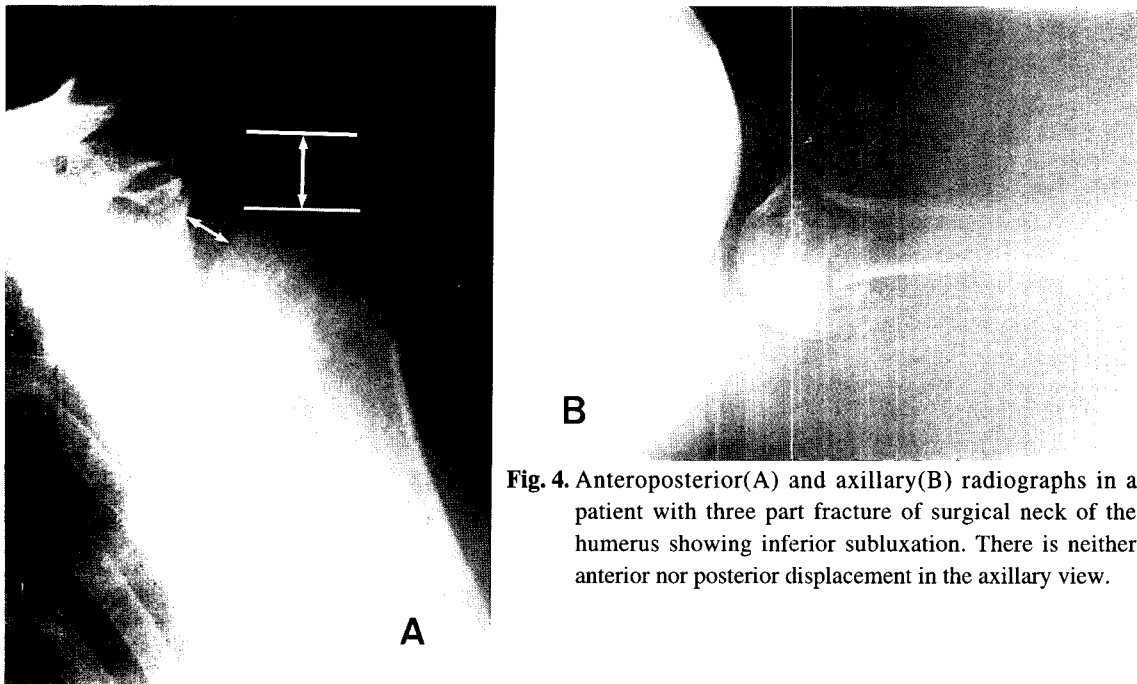 A
B
Fig. 4. Anteroposterior(A) and axillary(B) radiographs in a
patient with three part fracture of surgical neck of the
humerus showing inferior subluxation. There is neither
anterior nor posterior displacement in the axillary view.